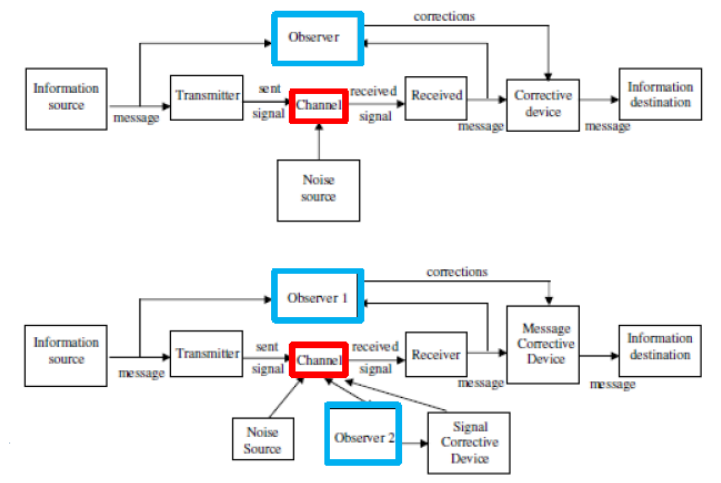 corrections
Observer
Information
source
message
Transmitter
sent
signal
Channel
received
signal
Received
message
Corrective
device
message
Information
destination
Noise
source
corrections
Observer 1
Information
source
message
Transmitter
sent
signal
Channel
received
signal
Receiver
message
Message
Corrective
Device
message
Information
destination
Noise
Source
Observer 2
Signal
Corrective
Device